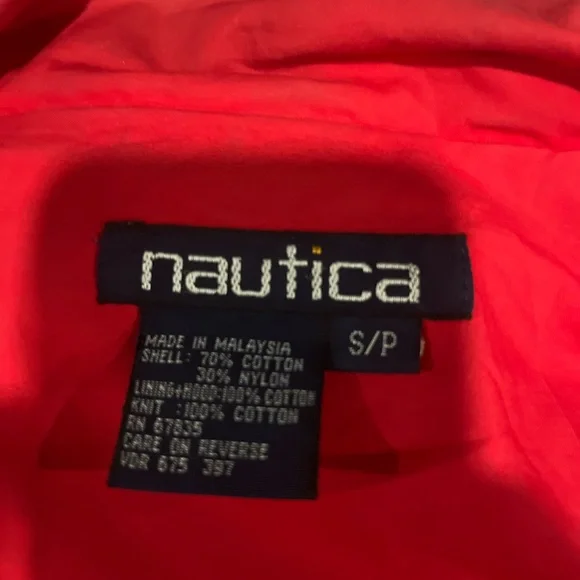 nautica
S/P
MADE IN MALAYSIA
SHELL: 70% COTTON
30% NYLON
LINING+HOOD:100% COTTON
KNIT :100% COTTON
RN 67835
CARE ON REVERSE
VDR 675 397